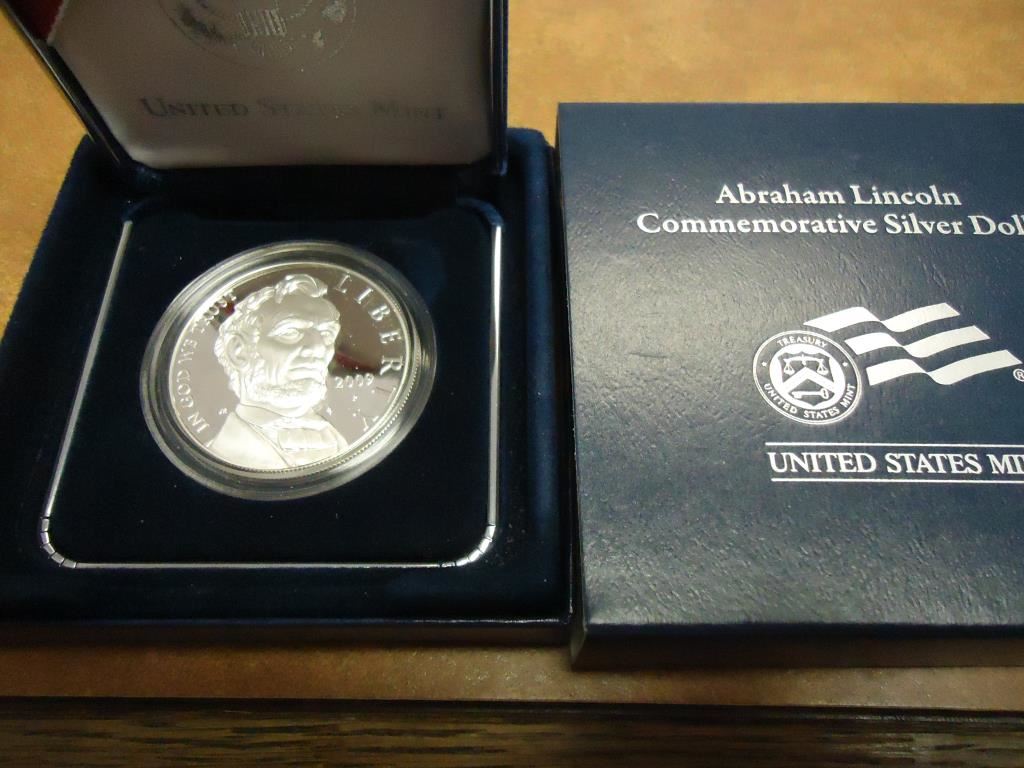 UNITED STATES MINT
IN GOD WE TRUST
LIBERTY
2009
Abraham Lincoln
Commemorative Silver Doll
TREASURY
UNITED STATES MINT
®
UNITED STATES MI